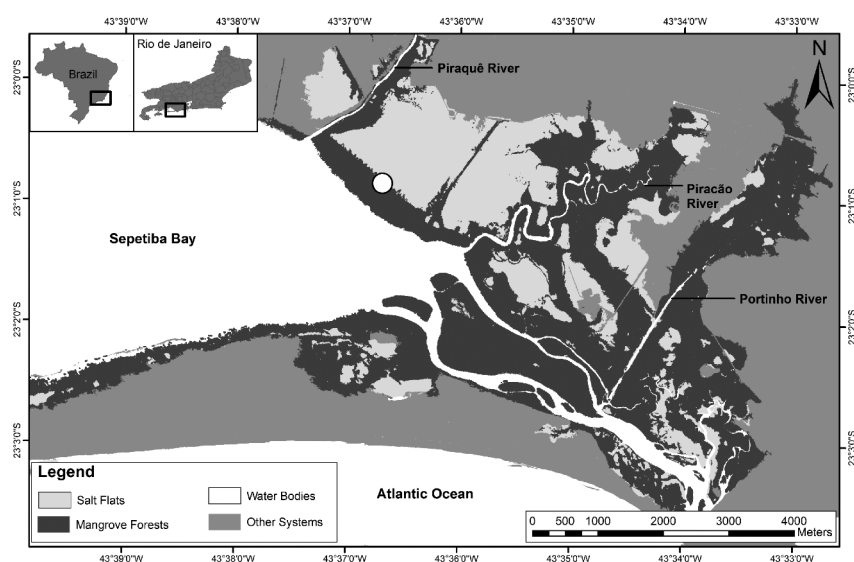 43°39'0"W 43°38'0"W 43°37'0"W 43°36'0"W 43°35'0"W 43°34'0"W 43°33'0"W
Rio de Janeiro
Brazil
N
23°0'0"S
23°0'0"S
Piraquê River
23°1'0"S
23°1'0"S
Piracão
River
Sepetiba Bay
Portinho River
23°2'0"S
23°2'0"S
23°3'0"S
23°3'0"S
Legend
Salt Flats
Water Bodies
Mangrove Forests
Other Systems
Atlantic Ocean
0 500 1000 2000 3000 4000
Meters
43°39'0"W 43°38'0"W 43°37'0"W 43°36'0"W 43°35'0"W 43°34'0"W 43°33'0"W